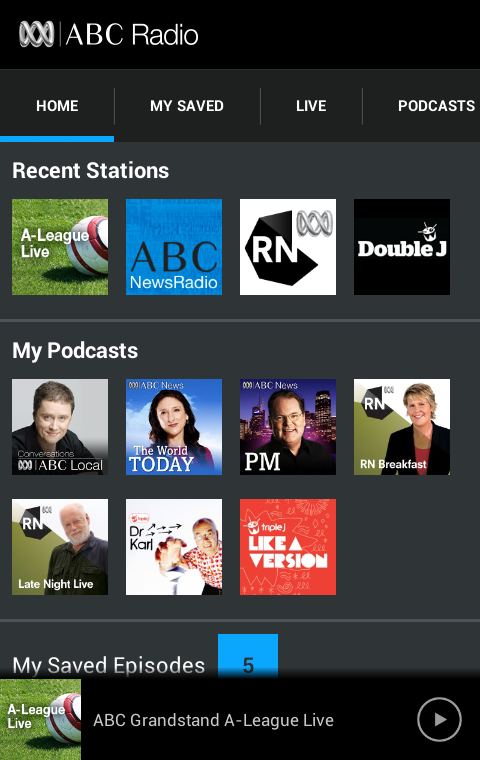 ABC Radio
HOME
MY SAVED
LIVE
PODCASTS
Recent Stations
A-League
Live
ABC
NewsRadio
RN
Double J
My Podcasts
Conversations
ABC Local
ABC News
The World
TODAY
ABC News
PM
RN
RN Breakfast
RN
Late Night Live
Dr
Karl
triple j
LIKE A
VERSION
My Saved Episodes 5
A-League
Live
ABC Grandstand A-League Live